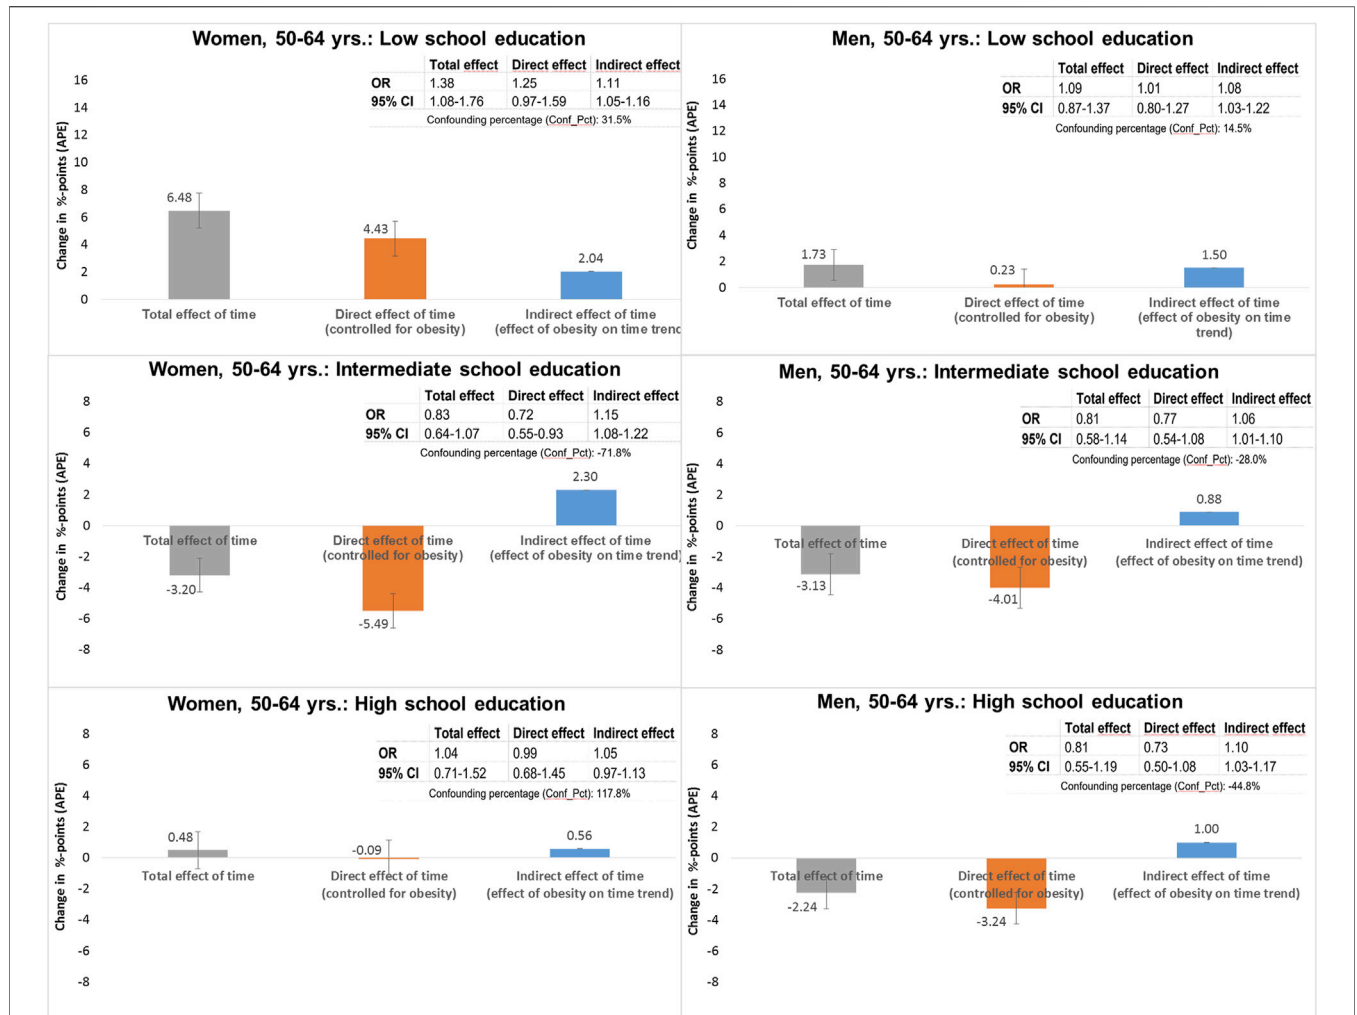 Women, 50-64 yrs.: Low school education
Total effect Direct effect Indirect effect
OR 1.38 1.25 1.11
95% CI 1.08-1.76 0.97-1.59 1.05-1.16
Confounding percentage (Conf_Pct): 31.5%
Change in %-points (APE)
16
14
12
10
8
6
4
2
0
6.48
4.43
2.04
Total effect of time
Direct effect of time
(controlled for obesity)
Indirect effect of time
(effect of obesity on time trend
Men, 50-64 yrs.: Low school education
Total effect Direct effect Indirect effect
OR 1.09 1.01 1.08
95% CI 0.87-1.37 0.80-1.27 1.03-1.22
Confounding percentage (Conf_Pct): 14.5%
Change in %-points (APE)
16
14
12
10
8
6
4
2
0
1.73
0.23
1.50
Total effect of time
Direct effect of time
(controlled for obesity)
Indirect effect of time
(effect of obesity on time
trend)
Women, 50-64 yrs.: Intermediate school education
Total effect Direct effect Indirect effect
OR 0.83 0.72 1.15
95% CI 0.64-1.07 0.55-0.93 1.08-1.22
Confounding percentage (Conf_Pct): -71.8%
Change in %-points (APE)
8
6
4
2
0
-2
-4
-6
-8
2.30
Total effect of time
Direct effect of time
(controlled for obesity)
Indirect effect of time
(effect of obesity on time trend)
-3.20
-5.49
Men, 50-64 yrs.: Intermediate school education
Total effect Direct effect Indirect effect
OR 0.81 0.77 1.06
95% CI 0.58-1.14 0.54-1.08 1.01-1.10
Confounding percentage (Conf_Pct): -28.0%
Change in %-points (APE)
8
6
4
2
0
-2
-4
-6
-8
0.88
Total effect of time
Direct effect of time
(controlled for obesity)
Indirect effect of time
(effect of obesity on time trend)
-3.13
-4.01
Women, 50-64 yrs.: High school education
Total effect Direct effect Indirect effect
OR 1.04 0.99 1.05
95% CI 0.71-1.52 0.68-1.45 0.97-1.13
Confounding percentage (Conf_Pct): 117.8%
Change in %-points (APE)
8
6
4
2
0
-2
-4
-6
-8
0.48
-0.09
0.56
Total effect of time
Direct effect of time
(controlled for obesity)
Indirect effect of time
(effect of obesity on time trend)
Men, 50-64 yrs.: High school education
Total effect Direct effect Indirect effect
OR 0.81 0.73 1.10
95% CI 0.55-1.19 0.50-1.08 1.03-1.17
Confounding percentage (Conf_Pct): -44.8%
Change in %-points (APE)
8
6
4
2
0
-2
-4
-6
-8
1.00
Total effect of time
Direct effect of time
(controlled for obesity)
Indirect effect of time
(effect of obesity on time trend)
-2.24
-3.24